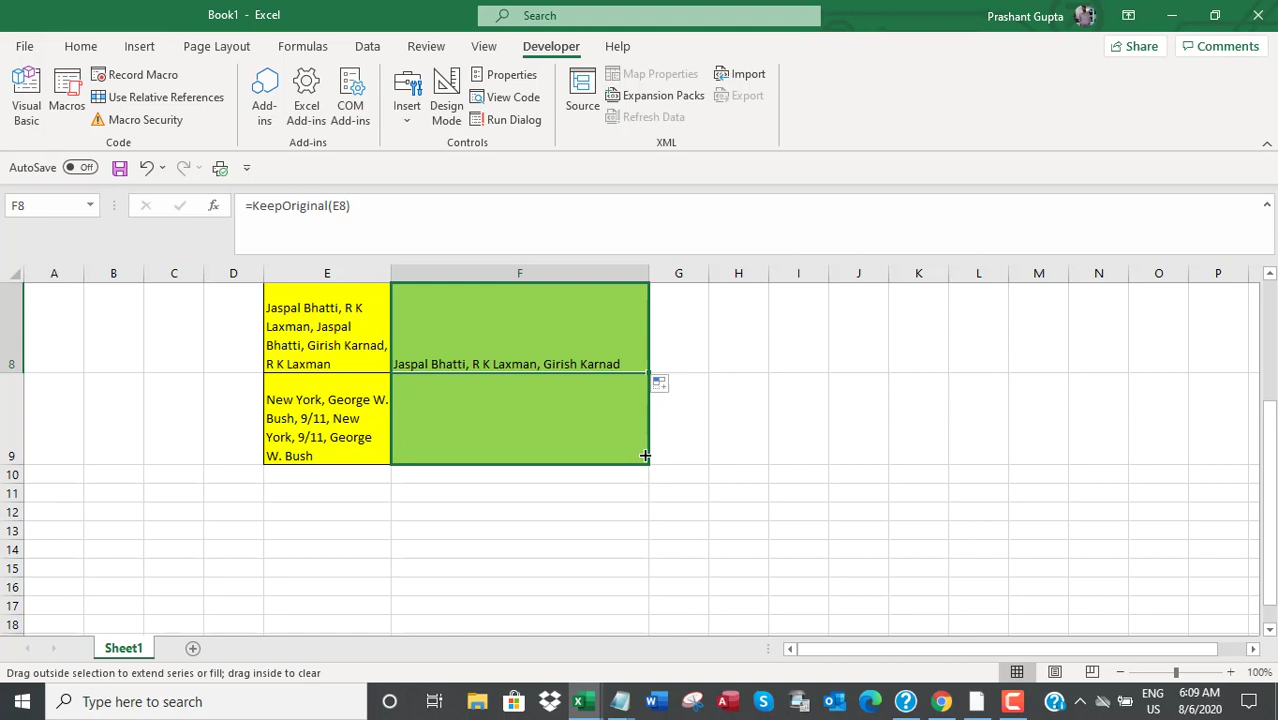 Book1 - Excel
Search
Prashant Gupta
File Home Insert Page Layout Formulas Data Review View Developer Help
Share
Comments
Visual Basic
Macros
Record Macro
Use Relative References
Macro Security
Code
Add-ins
Excel Add-ins
COM Add-ins
Add-ins
Insert
Design Mode
Properties
View Code
Run Dialog
Controls
Source
Map Properties
Expansion Packs
Refresh Data
Import
Export
XML
AutoSave Off
F8
fx
=KeepOriginal(E8)
A B C D E F G H I J K L M N O P
Jaspal Bhatti, R K
Laxman, Jaspal
Bhatti, Girish Karnad,
R K Laxman
8
Jaspal Bhatti, R K Laxman, Girish Karnad
New York, George W.
Bush, 9/11, New
York, 9/11, George
W. Bush
9
10
11
12
13
14
15
16
17
18
Sheet1
Drag outside selection to extend series or fill; drag inside to clear
100%
Type here to search
ENG
US
6:09 AM
8/6/2020